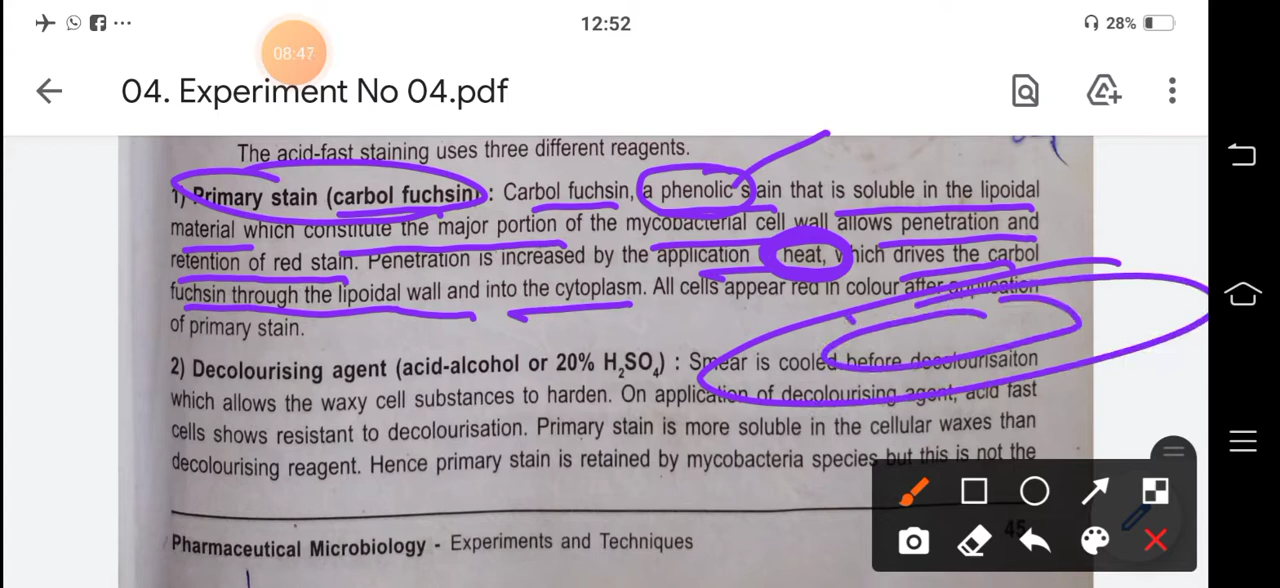 12:52
28%
08:47
04. Experiment No 04.pdf
The acid-fast staining uses three different reagents.
1) Primary stain (carbol fuchsin) : Carbol fuchsin, a phenolic stain that is soluble in the lipoidal
material which constitute the major portion of the mycobacterial cell wall allows penetration and
retention of red stain. Penetration is increased by the application heat, which drives the carbol
fuchsin through the lipoidal wall and into the cytoplasm. All cells appear red in colour after application
of primary stain.
2) Decolourising agent (acid-alcohol or 20% H₂SO₄) : Smear is cooled before decolourisaiton
which allows the waxy cell substances to harden. On application of decolourising agent, acid fast
cells shows resistant to decolourisation. Primary stain is more soluble in the cellular waxes than
decolourising reagent. Hence primary stain is retained by mycobacteria species but this is not the
45
Pharmaceutical Microbiology - Experiments and Techniques